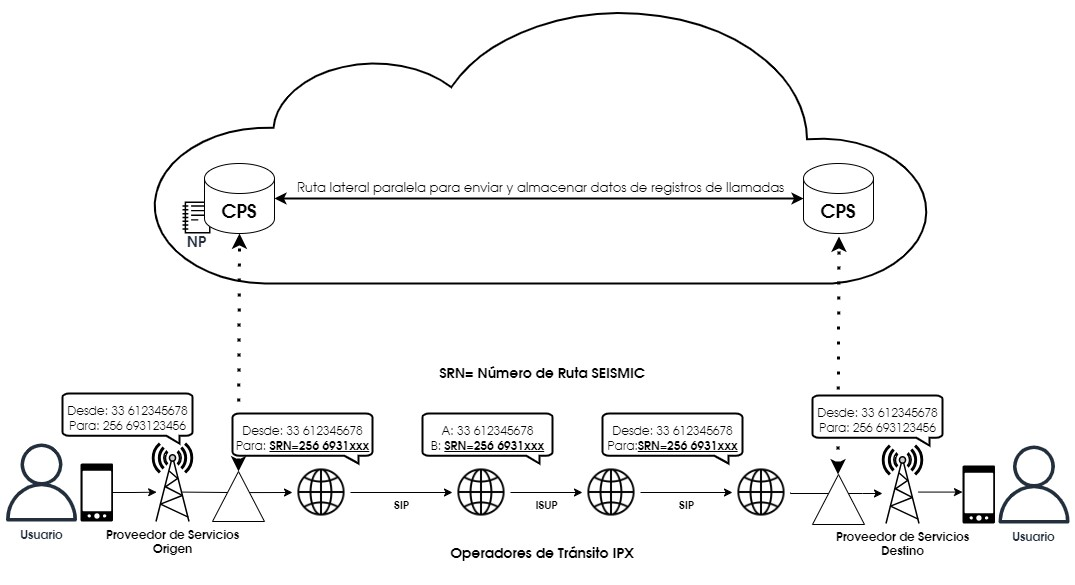 Ruta lateral paralela para enviar y almacenar datos de registros de llamadas
CPS
CPS
NP
SRN= Número de Ruta SEISMIC
Desde: 33 612345678
Para: 256 693123456
Desde: 33 612345678
Para: SRN=256 6931xxx
A: 33 612345678
B: SRN=256 6931xxx
Desde: 33 612345678
Para:SRN=256 6931xxx
Desde: 33 612345678
Para: 256 693123456
SIP
ISUP
SIP
Usuario
Proveedor de Servicios
Origen
Proveedor de Servicios
Destino
Usuario
Operadores de Tránsito IPX